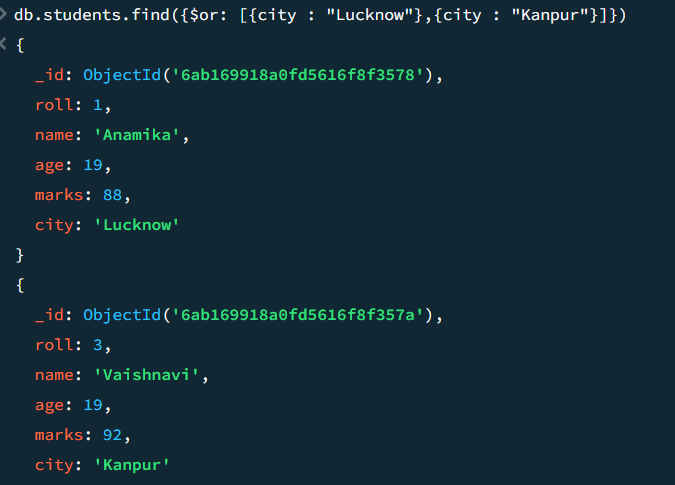 db.students.find({$or: [{city : "Lucknow"},{city : "Kanpur"}]})
{
  _id: ObjectId('6ab169918a0fd5616f8f3578'),
  roll: 1,
  name: 'Anamika',
  age: 19,
  marks: 88,
  city: 'Lucknow'
}
{
  _id: ObjectId('6ab169918a0fd5616f8f357a'),
  roll: 3,
  name: 'Vaishnavi',
  age: 19,
  marks: 92,
  city: 'Kanpur'